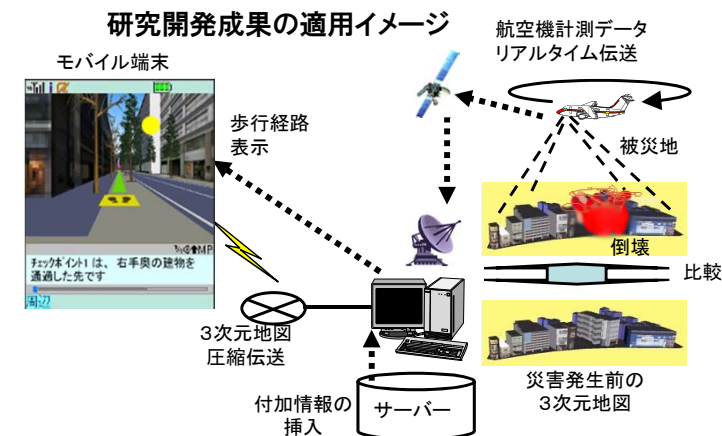 研究開発成果の適用イメージ
航空機計測データ
リアルタイム伝送
モバイル端末
歩行経路
表示
被災地
倒壊
比較
チェックポイント1 は、右手奥の建物を
通過した先です
周辺
3次元地図
圧縮伝送
災害発生前の
3次元地図
付加情報の
挿入
サーバー